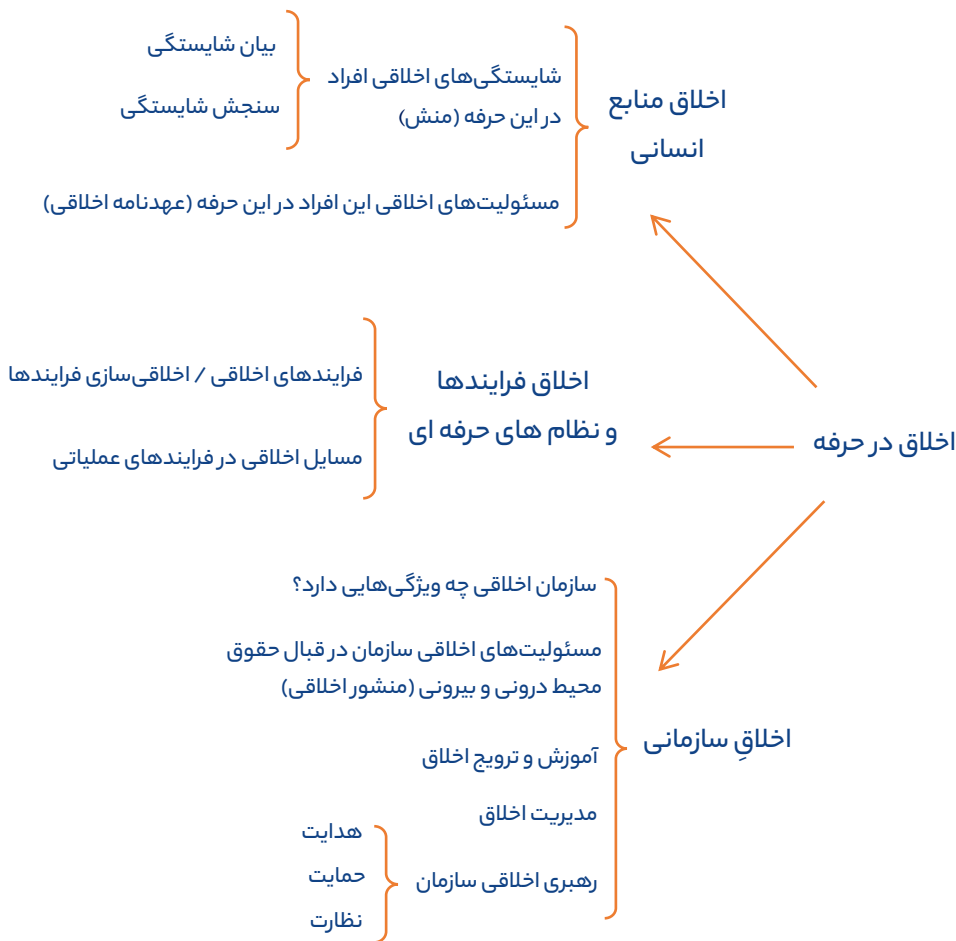 اخلاق در حرفه
اخلاق منابع
انسانی
شایستگی‌های اخلاقی افراد
در این حرفه (منش)
بیان شایستگی
سنجش شایستگی
مسئولیت‌های اخلاقی این افراد در این حرفه (عهدنامه اخلاقی)
اخلاق فرایندها
و نظام های حرفه ای
فرایندهای اخلاقی / اخلاقی‌سازی فرایندها
مسایل اخلاقی در فرایندهای عملیاتی
اخلاقِ سازمانی
سازمان اخلاقی چه ویژگی‌هایی دارد؟
مسئولیت‌های اخلاقی سازمان در قبال حقوق
محیط درونی و بیرونی (منشور اخلاقی)
آموزش و ترویج اخلاق
مدیریت اخلاق
رهبری اخلاقی سازمان
هدایت
حمایت
نظارت